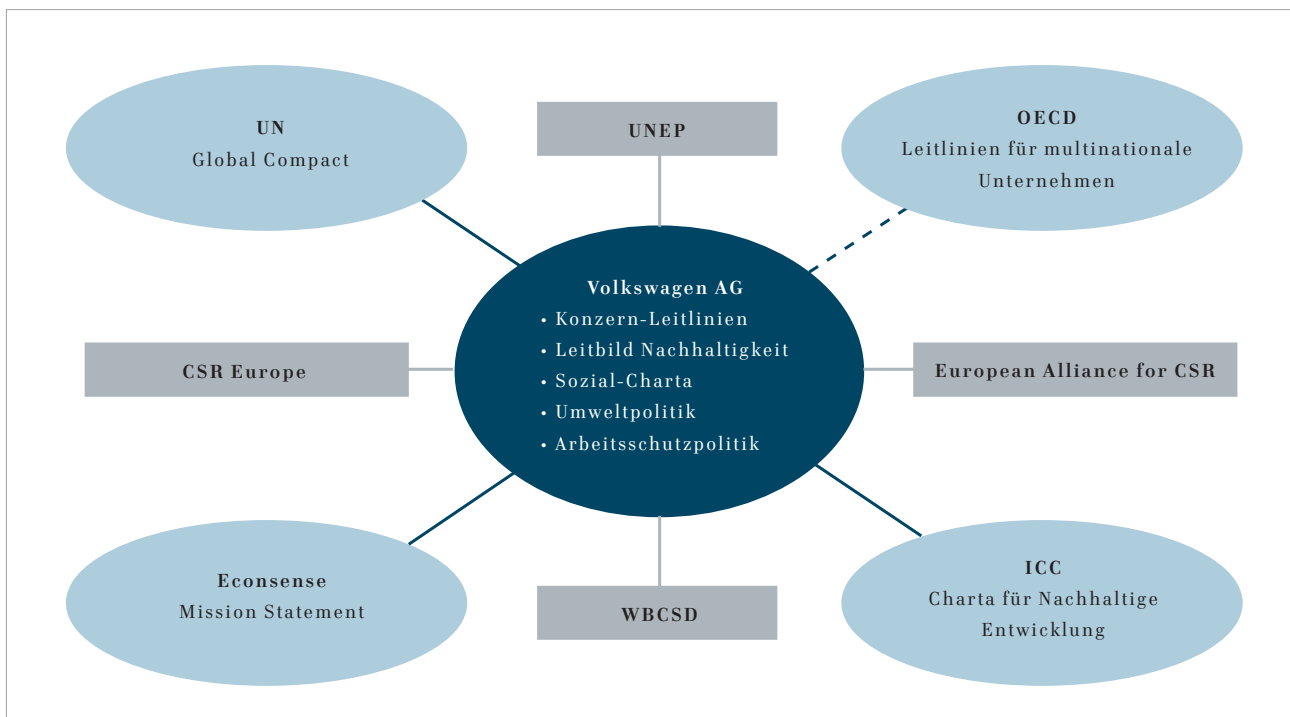 UN
Global Compact
UNEP
OECD
Leitlinien für multinationale
Unternehmen
Volkswagen AG
• Konzern-Leitlinien
• Leitbild Nachhaltigkeit
• Sozial-Charta
• Umweltpolitik
• Arbeitsschutzpolitik
CSR Europe
European Alliance for CSR
Econsense
Mission Statement
WBCSD
ICC
Charta für Nachhaltige
Entwicklung